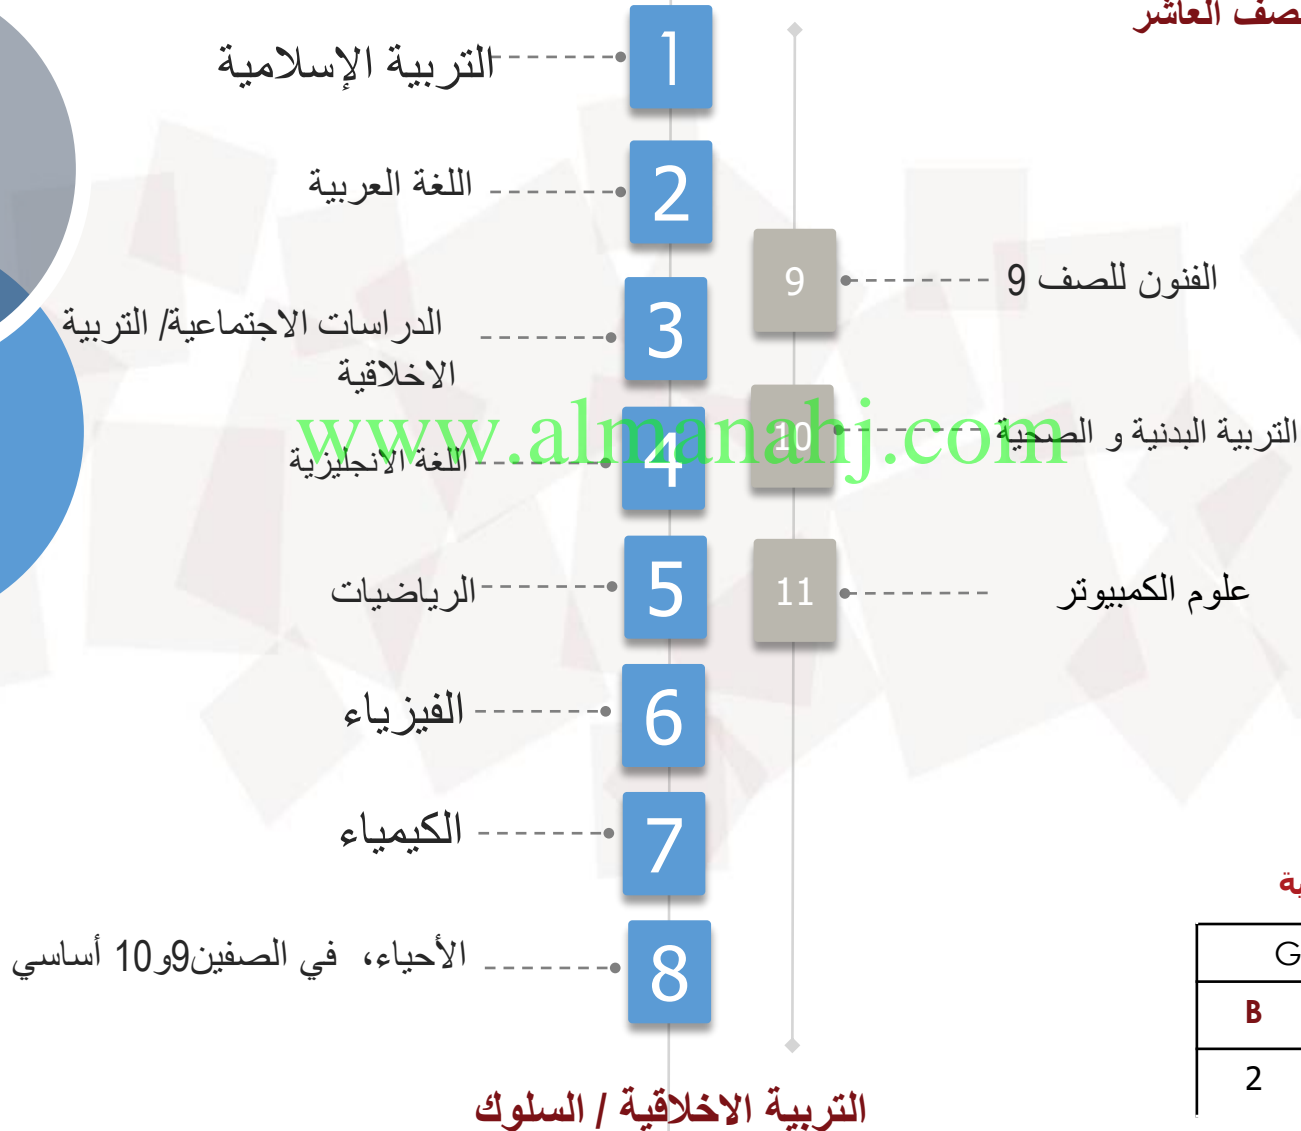 الصف العاشر
1
التربية الإسلامية
2
اللغة العربية
3
الدراسات الاجتماعية/ التربية
الاخلاقية
4
اللغة الانجليزية
5
الرياضيات
6
الفيزياء
7
الكيمياء
8
الأحياء، في الصفين9و10 أساسي
9
الفنون للصف 9
10
التربية البدنية و الصحية
11
علوم الكمبيوتر
www.almanahj.com
التربية الاخلاقية / السلوك
G
B
2